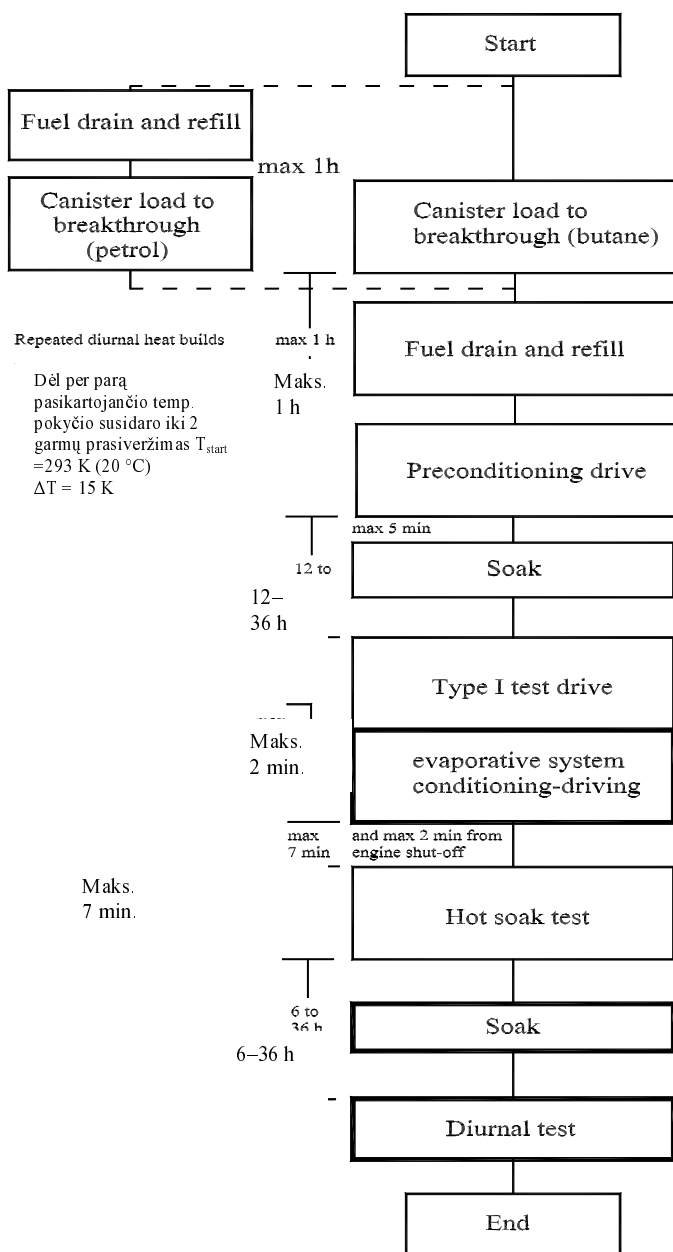 Start
Fuel drain and refill
max 1h
Canister load to
breakthrough
(petrol)
Canister load to
breakthrough (butane)
Repeated diurnal heat builds
max 1 h
Fuel drain and refill
Dėl per parą
pasikartojančio temp.
pokyčio susidaro iki 2
garmų prasiveržimas Tstart
=293 K (20 °C)
ΔT = 15 K
Maks.
1 h
Preconditioning drive
max 5 min
12 to
Soak
12–
36 h
Type I test drive
Maks.
2 min.
evaporative system
conditioning-driving
max
7 min
and max 2 min from
engine shut-off
Maks.
7 min.
Hot soak test
6 to
36 h
Soak
6–36 h
Diurnal test
End